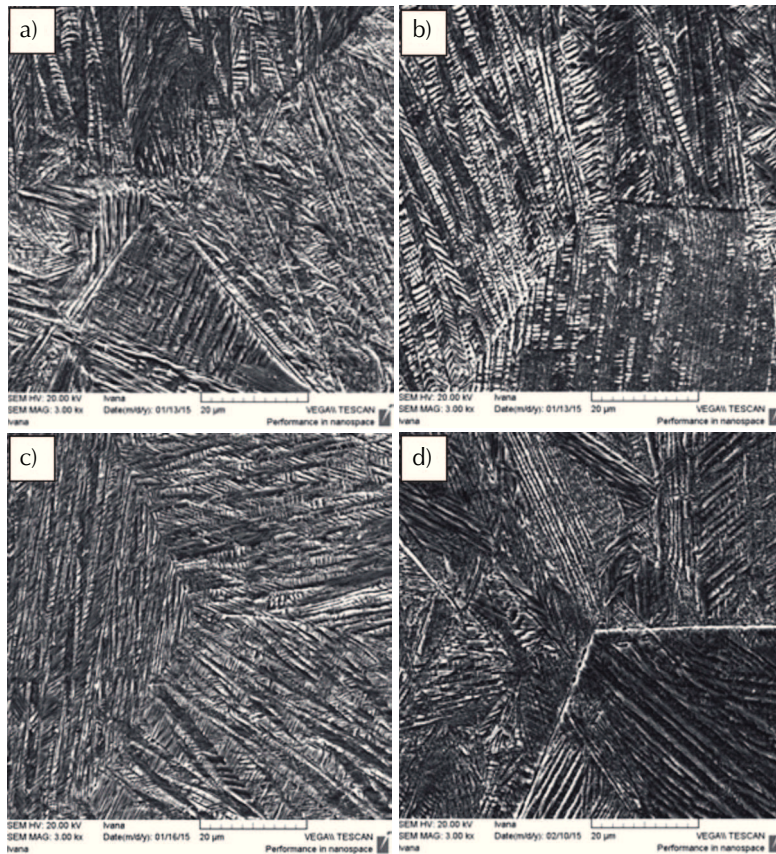 a)
SEM HV: 20.00 kV Ivana
SEM MAG: 3.00 kx Date(m/d/y): 01/13/15 20 µm VEGA\\ TESCAN
Ivana Performance in nanospace
b)
SEM HV: 20.00 kV Ivana
SEM MAG: 3.00 kx Date(m/d/y): 01/13/15 20 µm VEGA\\ TESCAN
Ivana Performance in nanospace
c)
SEM HV: 20.00 kV Ivana
SEM MAG: 3.00 kx Date(m/d/y): 01/16/15 20 µm VEGA\\ TESCAN
Ivana Performance in nanospace
d)
SEM HV: 20.00 kV Ivana
SEM MAG: 3.00 kx Date(m/d/y): 02/10/15 20 µm VEGA\\ TESCAN
Ivana Performance in nanospace